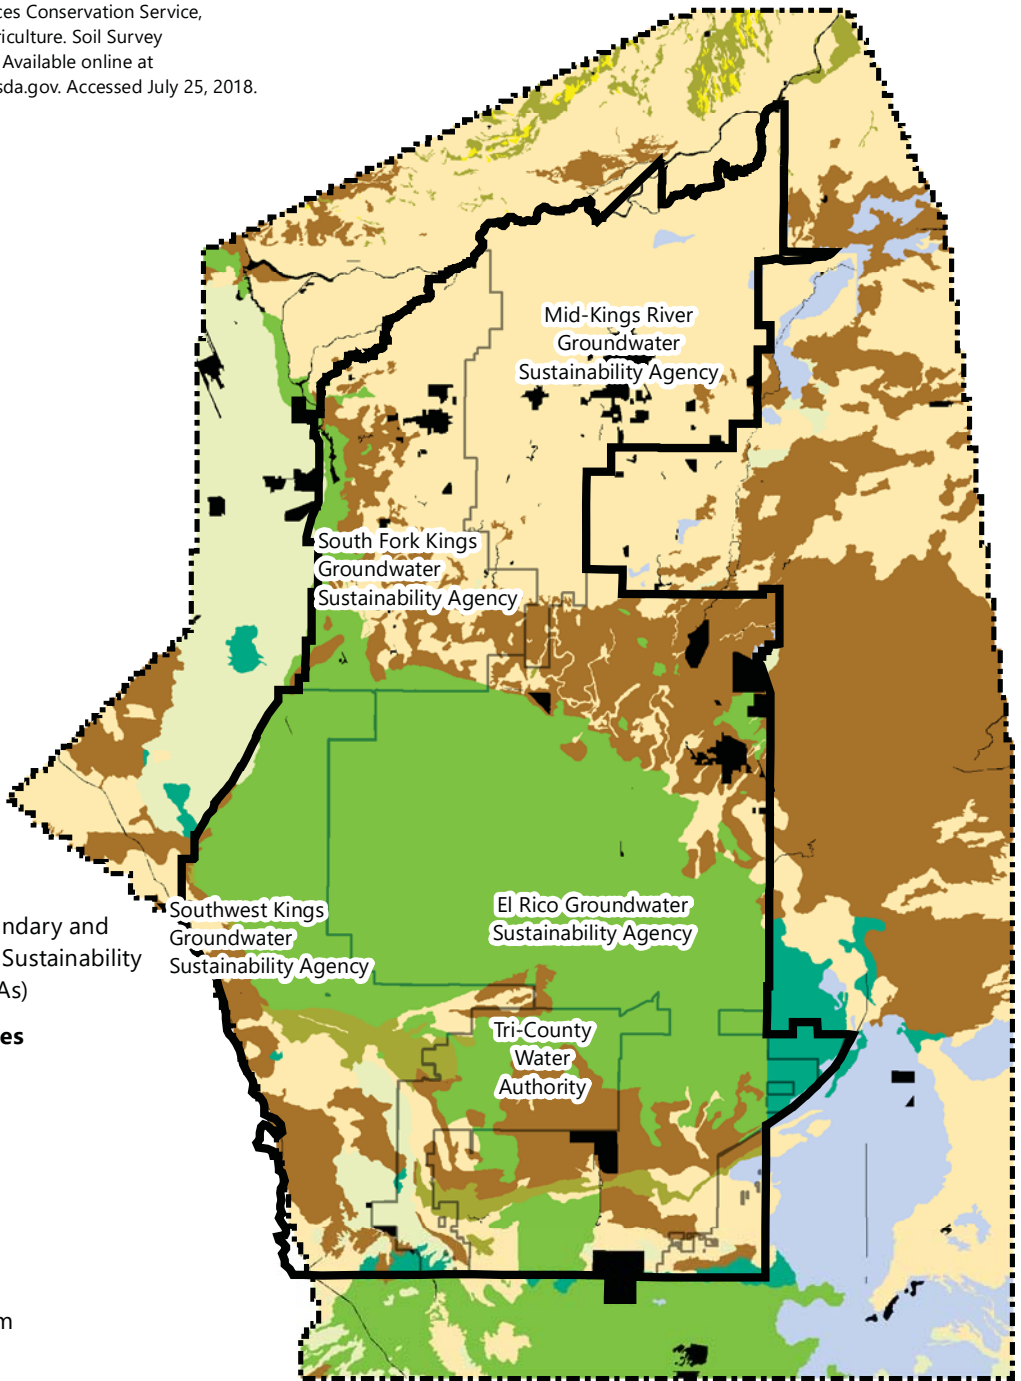 ces Conservation Service,
riculture. Soil Survey
Available online at
sda.gov. Accessed July 25, 2018.
Mid-Kings River
Groundwater
Sustainability Agency
South Fork Kings
Groundwater
Sustainability Agency
Southwest Kings
Groundwater
Sustainability Agency
El Rico Groundwater
Sustainability Agency
Tri-County
Water
Authority
ndary and
Sustainability
As)
es
m